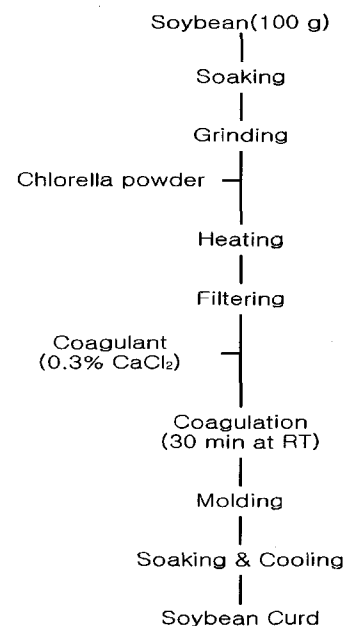 Soybean(100 g)
Soaking
Grinding
Chlorella powder
Heating
Filtering
Coagulant
(0.3% CaCl₂)
Coagulation
(30 min at RT)
Molding
Soaking & Cooling
Soybean Curd